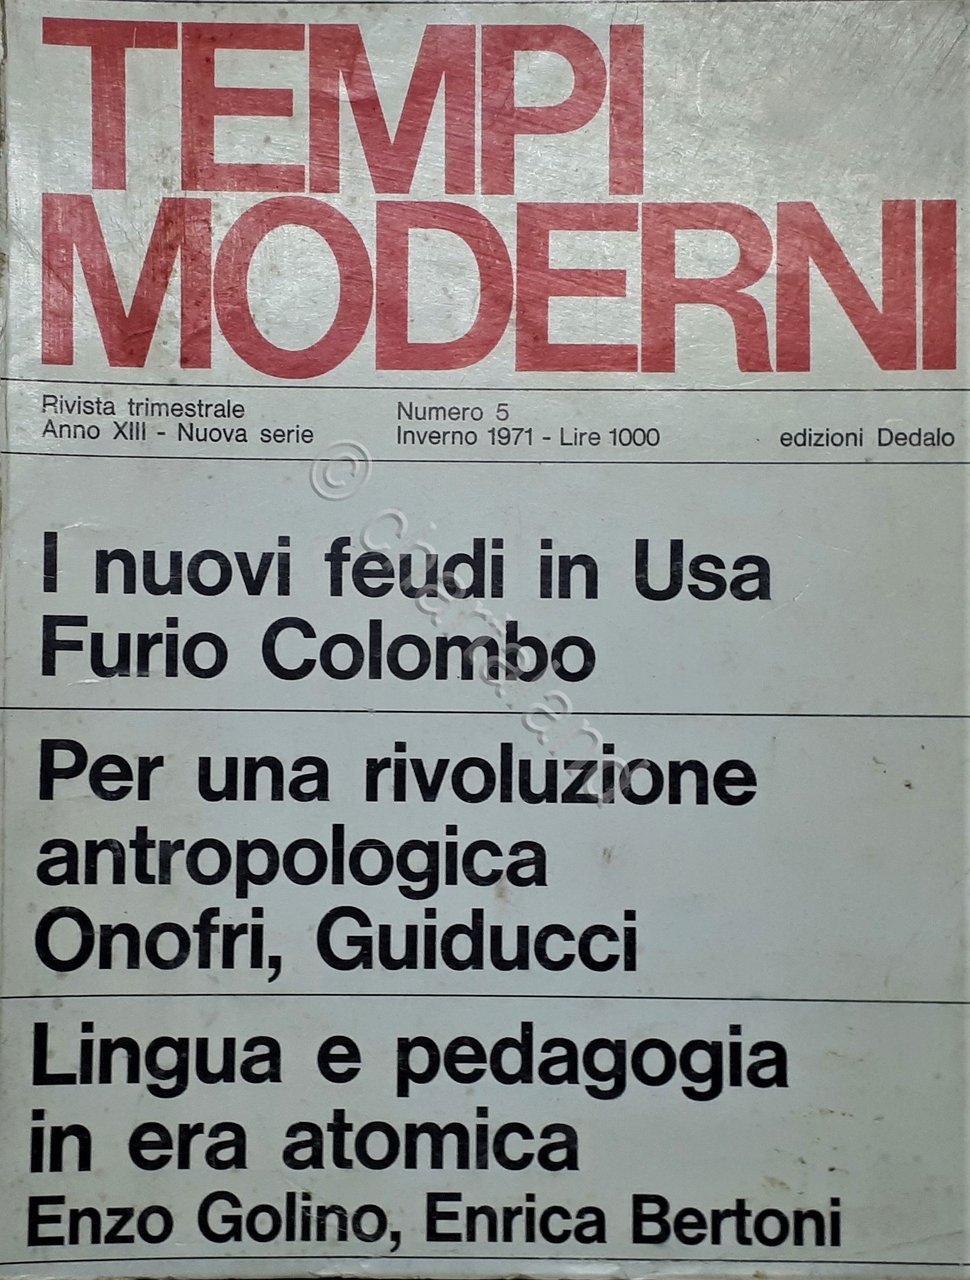 TEMPI
MODERNI
Rivista trimestrale
Anno XIII - Nuova serie
Numero 5
Inverno 1971 - Lire 1000
edizioni Dedalo
I nuovi feudi in Usa
Furio Colombo
Per una rivoluzione
antropologica
Onofri, Guiducci
Lingua e pedagogia
in era atomica
Enzo Golino, Enrica Bertoni
© chartaland